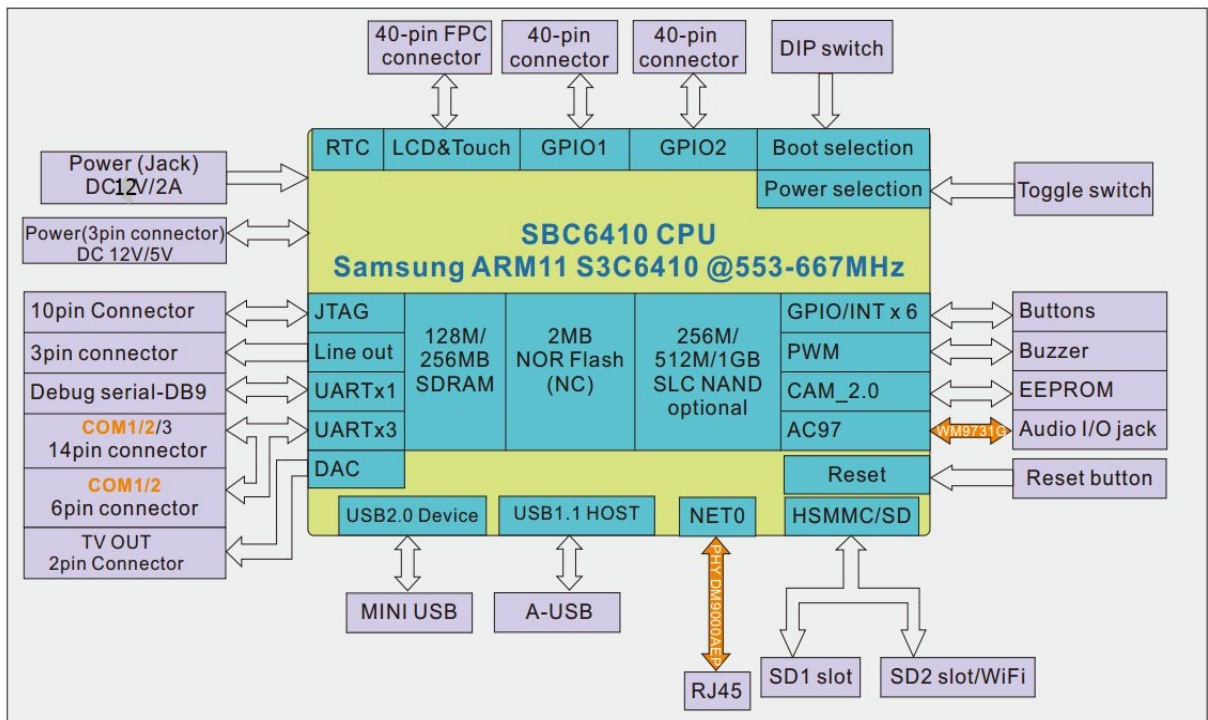 40-pin FPC
connector
40-pin
connector
40-pin
connector
DIP switch
RTC
LCD&Touch
GPIO1
GPIO2
Boot selection
Power (Jack)
DC12V/2A
Power selection
Toggle switch
Power(3pin connector)
DC 12V/5V
SBC6410 CPU
Samsung ARM11 S3C6410 @553-667MHz
10pin Connector
JTAG
3pin connector
Line out
Debug serial-DB9
UARTx1
COM1/2/3
14pin connector
UARTx3
COM1/2
6pin connector
DAC
TV OUT
2pin Connector
128M/
256MB
SDRAM
2MB
NOR Flash
(NC)
256M/
512M/1GB
SLC NAND
optional
GPIO/INT x 6
Buttons
PWM
Buzzer
CAM_2.0
EEPROM
AC97
WM9731G
Audio I/O jack
Reset
Reset button
USB2.0 Device
USB1.1 HOST
NET0
HSMMC/SD
PHY DM9000AEP
MINI USB
A-USB
RJ45
SD1 slot
SD2 slot/WiFi